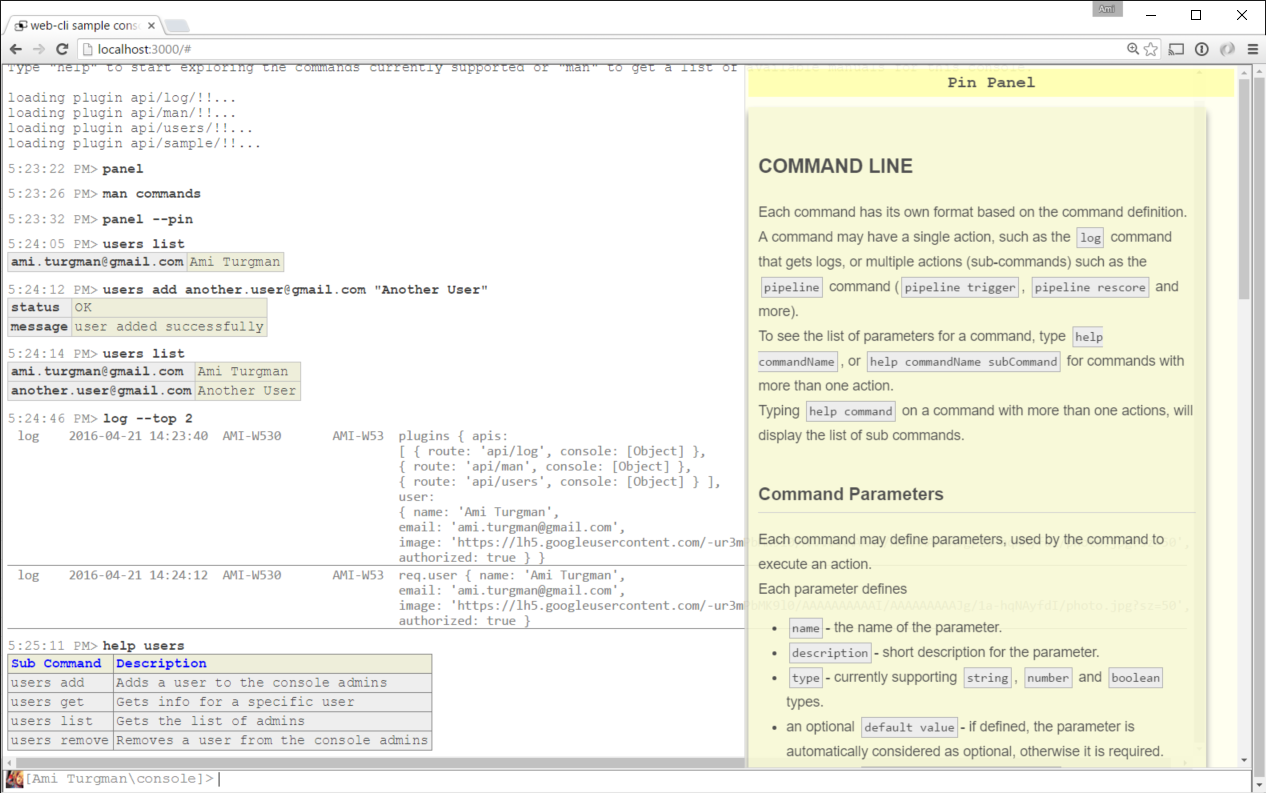 Ami
web-cli sample cons
localhost:3000/#
Type "help" to start exploring the commands currently supported or "man" to get a list of available manuals for this console.
loading plugin api/log/!!...
loading plugin api/man/!!...
loading plugin api/users/!!...
loading plugin api/sample/!!...
5:23:22 PM> panel
5:23:26 PM> man commands
5:23:32 PM> panel --pin
5:24:05 PM> users list
ami.turgman@gmail.com Ami Turgman
5:24:12 PM> users add another.user@gmail.com "Another User"
status OK
message user added successfully
5:24:14 PM> users list
ami.turgman@gmail.com Ami Turgman
another.user@gmail.com Another User
5:24:46 PM> log --top 2
log 2016-04-21 14:23:40 AMI-W530 AMI-W53 plugins { apis:
[ { route: 'api/log', console: [Object] },
{ route: 'api/man', console: [Object] },
{ route: 'api/users', console: [Object] } ],
user:
{ name: 'Ami Turgman',
email: 'ami.turgman@gmail.com',
image: 'https://lh5.googleusercontent.com/-ur3m
authorized: true } }
log 2016-04-21 14:24:12 AMI-W530 AMI-W53 req.user { name: 'Ami Turgman',
email: 'ami.turgman@gmail.com',
image: 'https://lh5.googleusercontent.com/-ur3m
authorized: true }
5:25:11 PM> help users
Sub Command Description
users add Adds a user to the console admins
users get Gets info for a specific user
users list Gets the list of admins
users remove Removes a user from the console admins
[Ami Turgman\console]>
Pin Panel
COMMAND LINE
Each command has its own format based on the command definition.
A command may have a single action, such as the log command
that gets logs, or multiple actions (sub-commands) such as the
pipeline command ( pipeline trigger , pipeline rescore and
more).
To see the list of parameters for a command, type help
commandName , or help commandName subCommand for commands with
more than one action.
Typing help command on a command with more than one actions, will
display the list of sub commands.
Command Parameters
Each command may define parameters, used by the command to
execute an action.
Each parameter defines
• name - the name of the parameter.
• description - short description for the parameter.
• type - currently supporting string , number and boolean
types.
• an optional default value - if defined, the parameter is
automatically considered as optional, otherwise it is required.